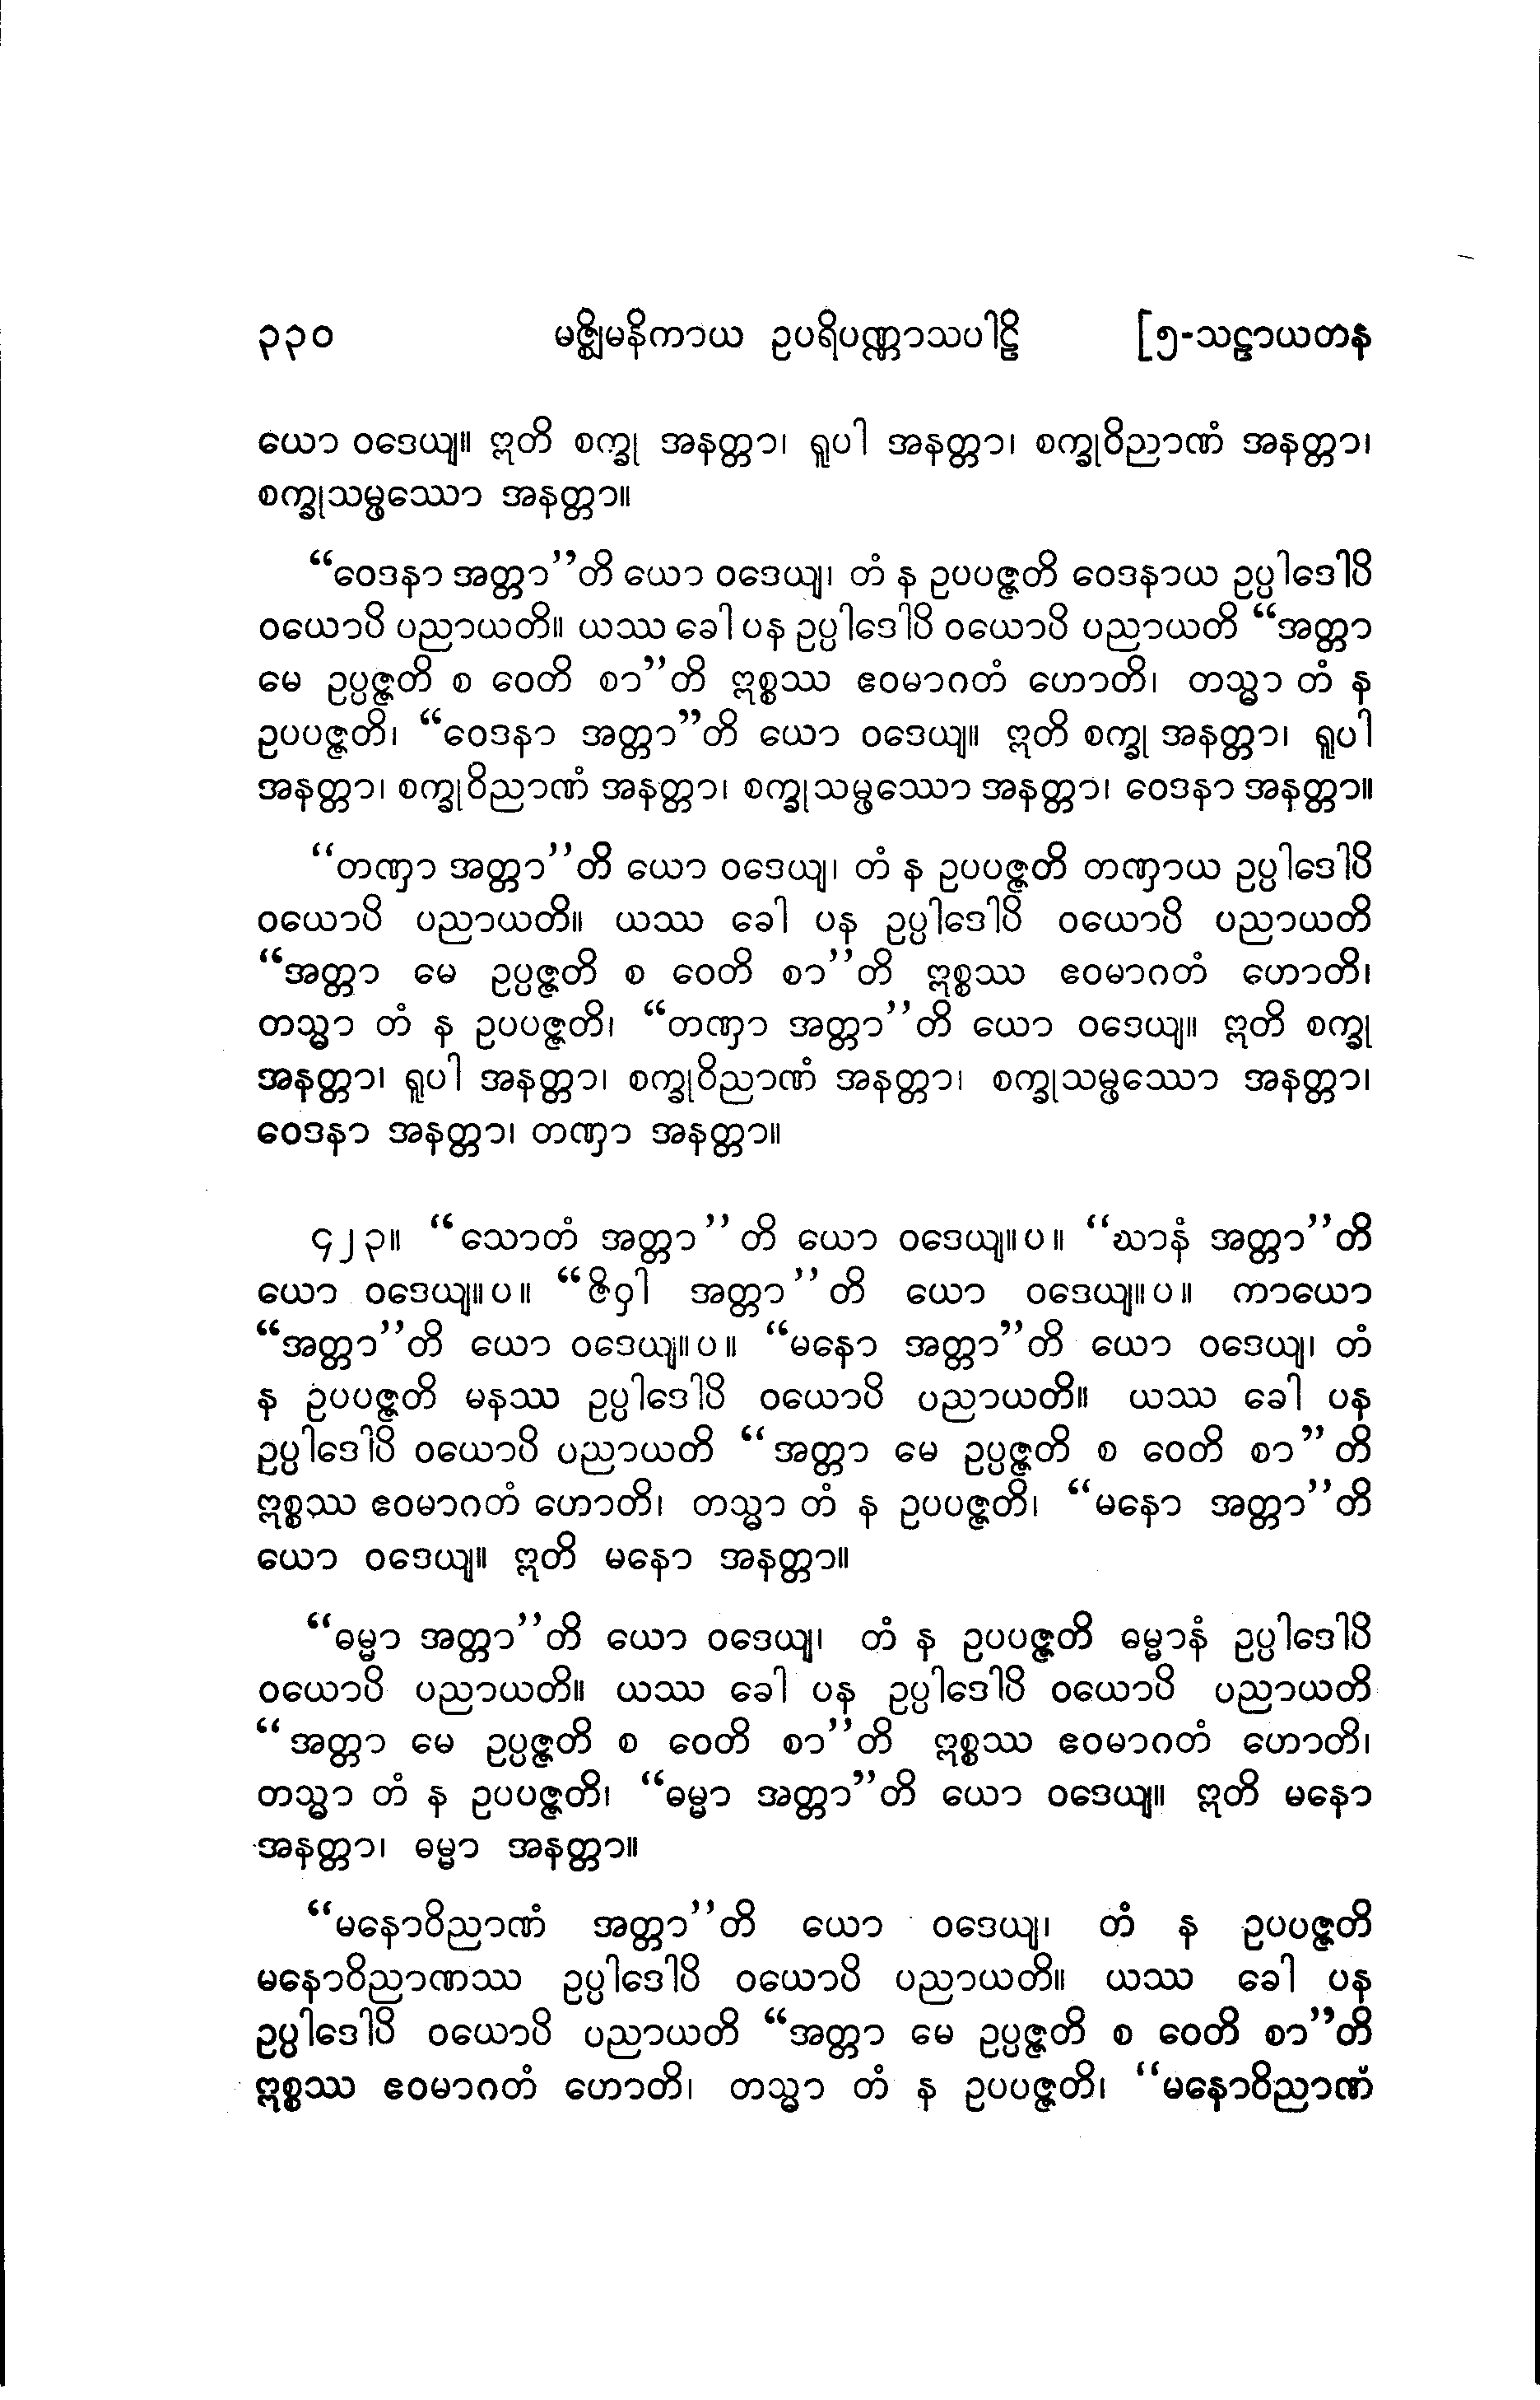 ၃၃၀ မဇ္ဈိမနိကာယ ဥပရိပဏ္ဏာသပါဠိ [၅-သဠာယတန
ယော ဝဒေယျ။ ဣတိ စက္ခု အနတ္တာ၊ ရူပါ အနတ္တာ၊ စက္ခုဝိညာဏံ အနတ္တာ၊
စက္ခုသမ္ဖဿော အနတ္တာ။
“ဝေဒနာ အတ္တာ’’တိ ယော ဝဒေယျ၊ တံ န ဥပပဇ္ဇတိ ဝေဒနာယ ဥပ္ပါဒေါပိ
ဝယောပိ ပညာယတိ။ ယဿ ခေါ ပန ဥပ္ပါဒေါပိ ဝယောပိ ပညာယတိ “အတ္တာ
မေ ဥပ္ပဇ္ဇတိ စ ဝေတိ စာ’’တိ ဣစ္စဿ ဧဝမာဂတံ ဟောတိ၊ တသ္မာ တံ န
ဥပပဇ္ဇတိ၊ “ဝေဒနာ အတ္တာ”တိ ယော ဝဒေယျ။ ဣတိ စက္ခု အနတ္တာ၊ ရူပါ
အနတ္တာ၊ စက္ခုဝိညာဏံ အနတ္တာ၊ စက္ခုသမ္ဖဿော အနတ္တာ၊ ဝေဒနာ အနတ္တာ။
‘‘တဏှာ အတ္တာ’’တိ ယော ဝဒေယျ၊ တံ န ဥပပဇ္ဇတိ တဏှာယ ဥပ္ပါဒေါပိ
ဝယောပိ ပညာယတိ။ ယဿ ခေါ ပန ဥပ္ပါဒေါပိ ဝယောပိ ပညာယတိ
“အတ္တာ မေ ဥပ္ပဇ္ဇတိ စ ဝေတိ စာ’’တိ ဣစ္စဿ ဧဝမာဂတံ ဟောတိ၊
တသ္မာ တံ န ဥပပဇ္ဇတိ၊ “တဏှာ အတ္တာ’’တိ ယော ဝဒေယျ။ ဣတိ စက္ခု
အနတ္တာ၊ ရူပါ အနတ္တာ၊ စက္ခုဝိညာဏံ အနတ္တာ၊ စက္ခုသမ္ဖဿော အနတ္တာ၊
ဝေဒနာ အနတ္တာ၊ တဏှာ အနတ္တာ။
၄၂၃။ “သောတံ အတ္တာ’’တိ ယော ဝဒေယျ။ပ။ ‘‘ဃာနံ အတ္တာ’’တိ
ယော ဝဒေယျ။ပ။ “ဇိဝှါ အတ္တာ’’တိ ယော ဝဒေယျ။ပ။ ကာယော
“အတ္တာ’’တိ ယော ဝဒေယျ။ပ။ “မနော အတ္တာ”တိ ယော ဝဒေယျ၊ တံ
န ဥပပဇ္ဇတိ မနဿ ဥပ္ပါဒေါပိ ဝယောပိ ပညာယတိ။ ယဿ ခေါ ပန
ဥပ္ပါဒေါပိ ဝယောပိ ပညာယတိ “အတ္တာ မေ ဥပ္ပဇ္ဇတိ စ ဝေတိ စာ”တိ
ဣစ္စဿ ဧဝမာဂတံ ဟောတိ၊ တသ္မာ တံ န ဥပပဇ္ဇတိ၊ “မနော အတ္တာ’’တိ
ယော ဝဒေယျ။ ဣတိ မနော အနတ္တာ။
“ဓမ္မာ အတ္တာ’’တိ ယော ဝဒေယျ၊ တံ န ဥပပဇ္ဇတိ ဓမ္မာနံ ဥပ္ပါဒေါပိ
ဝယောပိ ပညာယတိ။ ယဿ ခေါ ပန ဥပ္ပါဒေါပိ ဝယောပိ ပညာယတိ
“အတ္တာ မေ ဥပ္ပဇ္ဇတိ စ ဝေတိ စာ’’တိ ဣစ္စဿ ဧဝမာဂတံ ဟောတိ၊
တသ္မာ တံ န ဥပပဇ္ဇတိ၊ “ဓမ္မာ အတ္တာ”တိ ယော ဝဒေယျ။ ဣတိ မနော
အနတ္တာ၊ ဓမ္မာ အနတ္တာ။
“မနောဝိညာဏံ အတ္တာ’’တိ ယော ဝဒေယျ၊ တံ န ဥပပဇ္ဇတိ
မနောဝိညာဏဿ ဥပ္ပါဒေါပိ ဝယောပိ ပညာယတိ။ ယဿ ခေါ ပန
ဥပ္ပါဒေါပိ ဝယောပိ ပညာယတိ “အတ္တာ မေ ဥပ္ပဇ္ဇတိ စ ဝေတိ စာ”တိ
ဣစ္စဿ ဧဝမာဂတံ ဟောတိ၊ တသ္မာ တံ န ဥပပဇ္ဇတိ၊ ‘‘မနောဝိညာဏံ